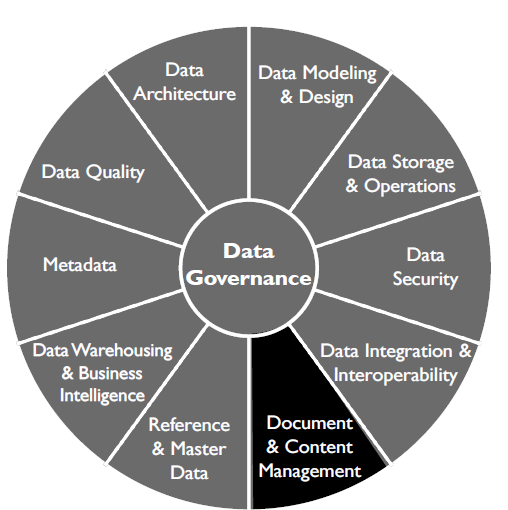 Data
Architecture
Data Modeling
& Design
Data Storage
& Operations
Data
Security
Data Integration &
Interoperability
Document
& Content
Management
Reference
& Master
Data
Data Warehousing
& Business
Intelligence
Metadata
Data Quality
Data
Governance